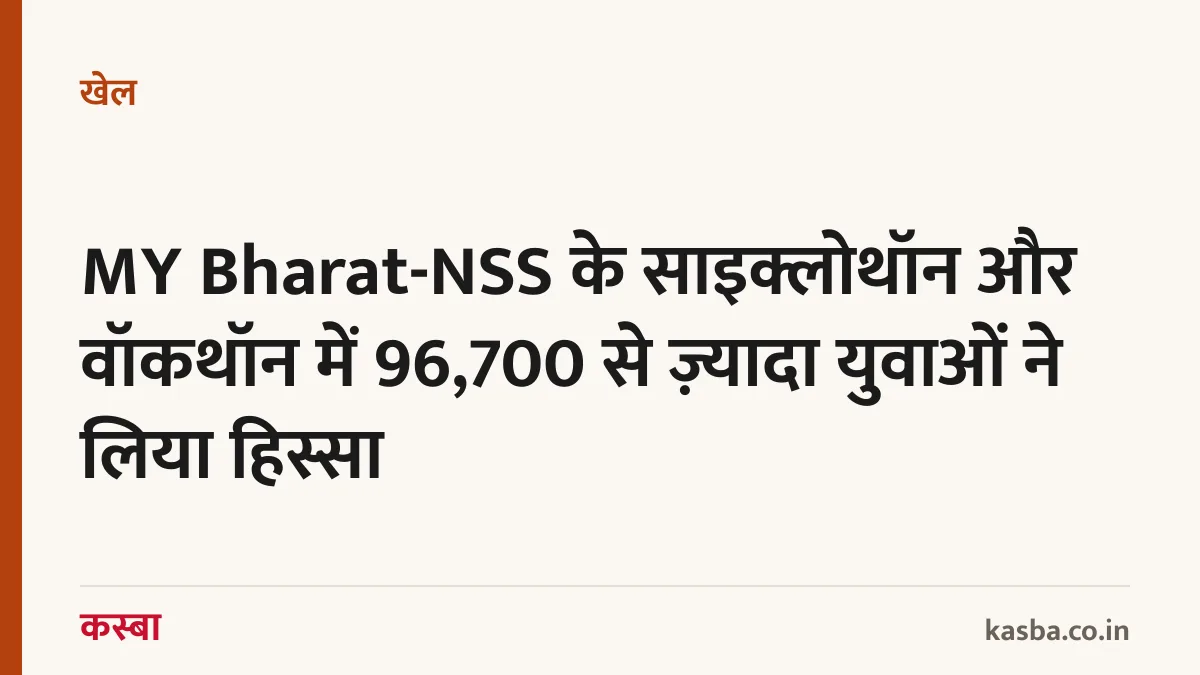 खेल
MY Bharat-NSS के साइक्लोथॉन और
वॉकथॉन में 96,700 से ज़्यादा युवाओं ने
लिया हिस्सा
कस्बा
kasba.co.in